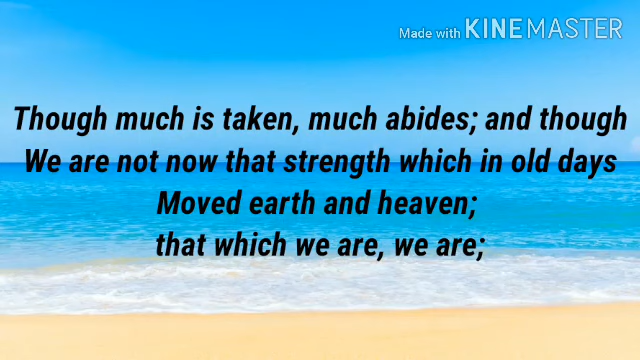 Made with KINEMASTER
Though much is taken, much abides; and though
We are not now that strength which in old days
Moved earth and heaven;
that which we are, we are;